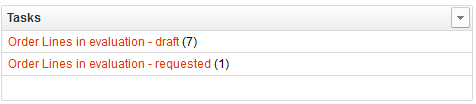 Tasks
Order Lines in evaluation - draft (7)
Order Lines in evaluation - requested (1)